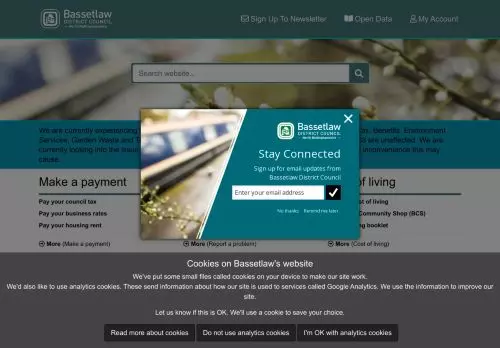 Bassetlaw
DISTRICT COUNCIL
North Nottinghamshire
Sign Up To Newsletter
Open Data
My Account
Search website...
We are currently experiencing
Services, Garden Waste and
currently looking into the issue
cause.
Benefits, Environment
are unaffected. We are
inconvenience this may
Bassetlaw
DISTRICT COUNCIL
North Nottinghamshire
Stay Connected
Sign up for email updates from
Bassetlaw District Council
Enter your email address
No thanks
Remind me later
Make a payment
of living
Pay your council tax
Pay your business rates
Pay your housing rent
st of living
Community Shop (BCS)
ng booklet
More (Make a payment)
More (Report a problem)
More (Cost of living)
Cookies on Bassetlaw's website
We've put some small files called cookies on your device to make our site work.
We'd also like to use analytics cookies. These send information about how our site is used to services called Google Analytics. We use the information to improve our
site.
Let us know if this is OK. We'll use a cookie to save your choice.
Read more about cookies
Do not use analytics cookies
I'm OK with analytics cookies